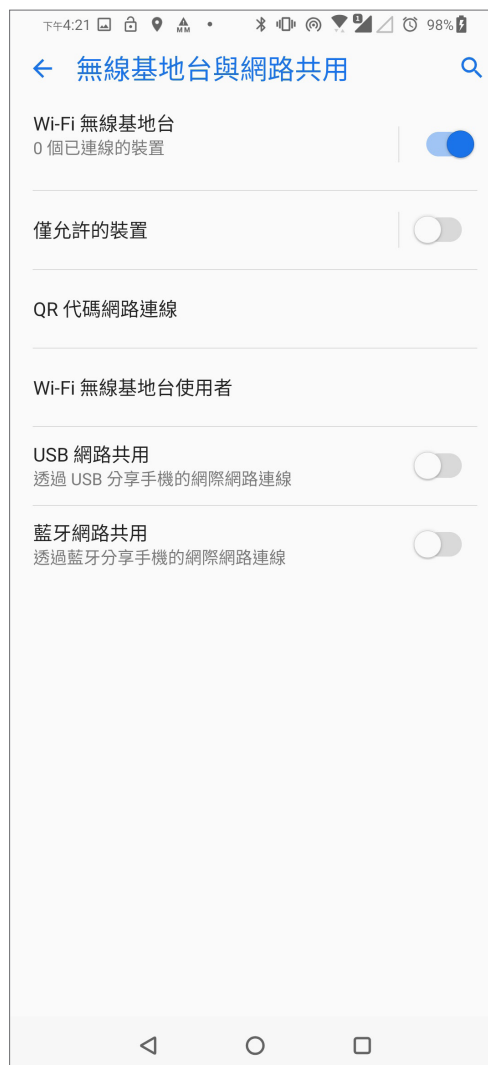 下午4:21 98%
無線基地台與網路共用
Wi-Fi 無線基地台
0 個已連線的裝置
僅允許的裝置
QR 代碼網路連線
Wi-Fi 無線基地台使用者
USB 網路共用
透過 USB 分享手機的網際網路連線
藍牙網路共用
透過藍牙分享手機的網際網路連線